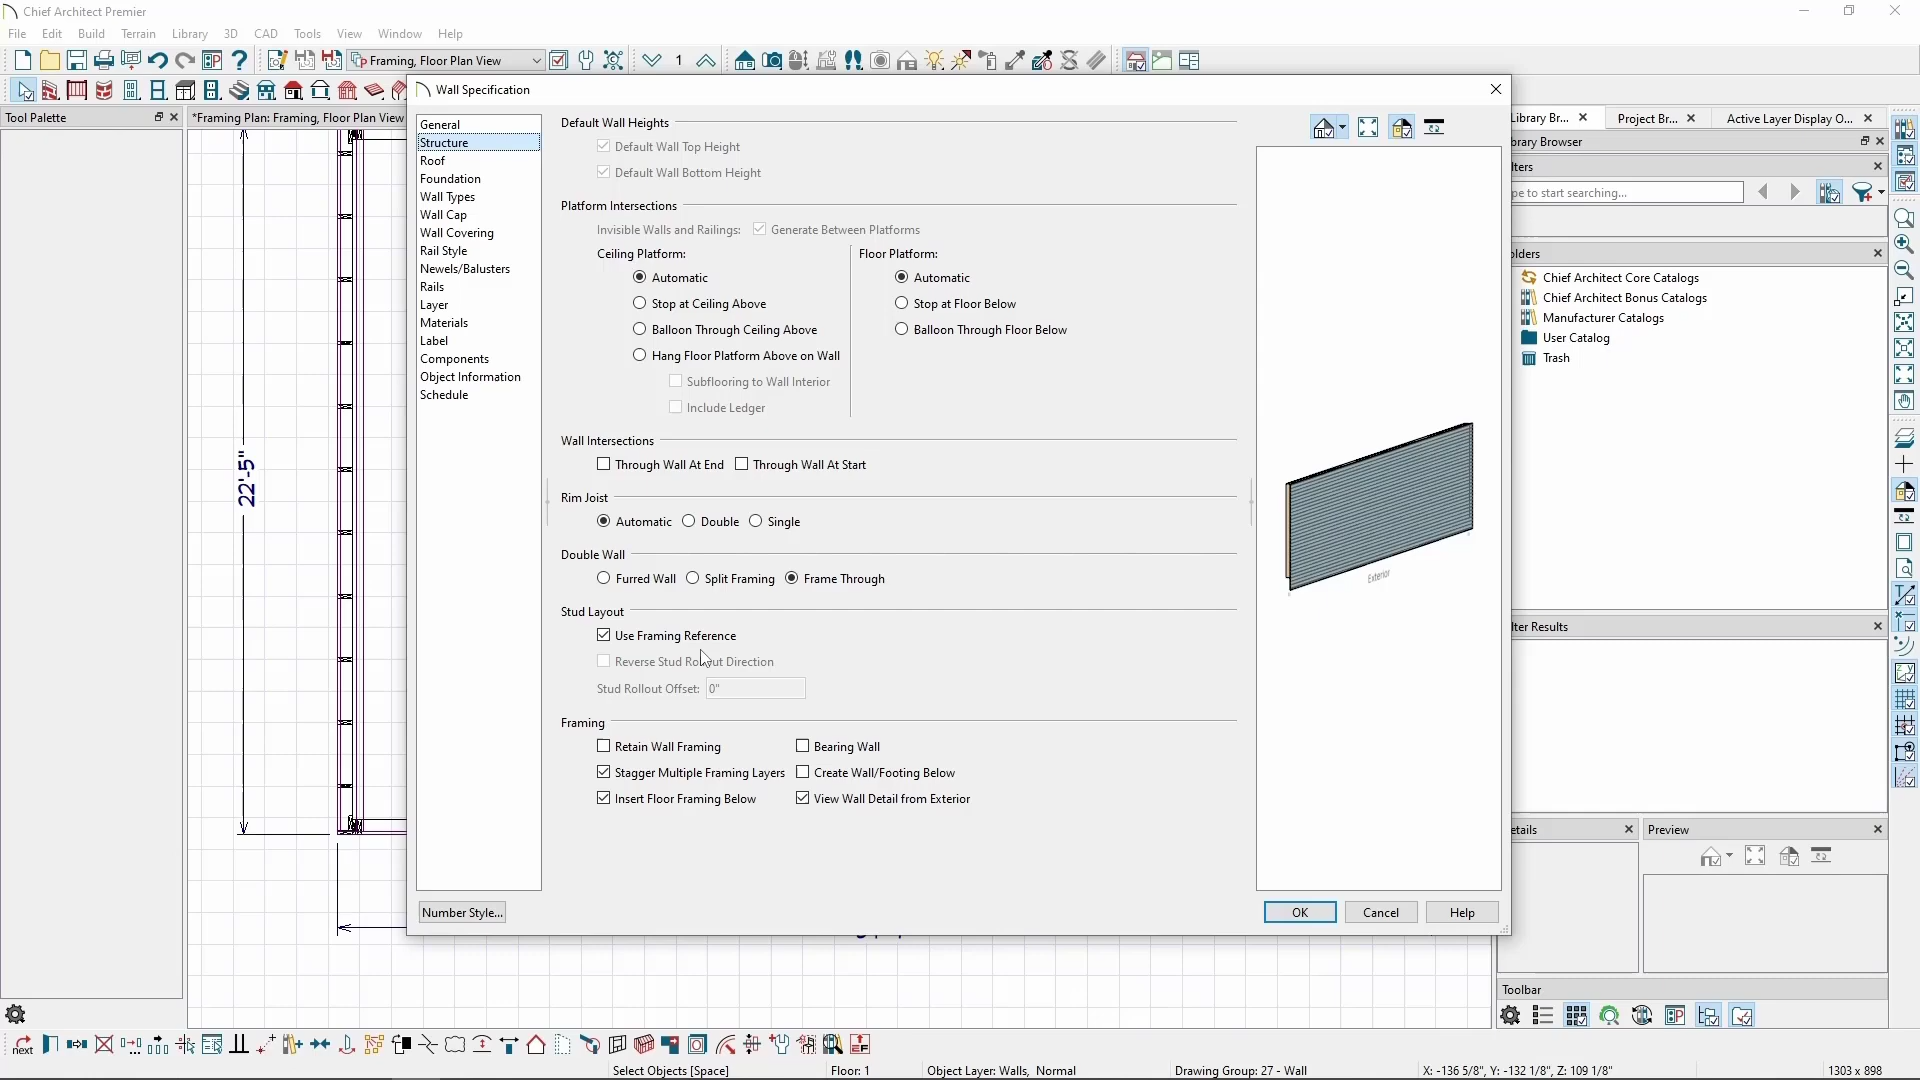 Chief Architect Premier
File Edit Build Terrain Library 3D CAD Tools View Window Help
Framing, Floor Plan View
1
Tool Palette
*Framing Plan: Framing, Floor Plan View
22'-5"
Wall Specification
General
Structure
Roof
Foundation
Wall Types
Wall Cap
Wall Covering
Rail Style
Newels/Balusters
Rails
Layer
Materials
Label
Components
Object Information
Schedule
Default Wall Heights
Default Wall Top Height
Default Wall Bottom Height
Platform Intersections
Invisible Walls and Railings: Generate Between Platforms
Ceiling Platform:
Automatic
Stop at Ceiling Above
Balloon Through Ceiling Above
Hang Floor Platform Above on Wall
Subflooring to Wall Interior
Include Ledger
Floor Platform:
Automatic
Stop at Floor Below
Balloon Through Floor Below
Wall Intersections
Through Wall At End Through Wall At Start
Rim Joist
Automatic Double Single
Double Wall
Furred Wall Split Framing Frame Through
Stud Layout
Use Framing Reference
Reverse Stud Rollout Direction
Stud Rollout Offset: 0"
Framing
Retain Wall Framing Bearing Wall
Stagger Multiple Framing Layers Create Wall/Footing Below
Insert Floor Framing Below View Wall Detail from Exterior
Exterior
Number Style...
OK Cancel Help
Library Br... Project Br... Active Layer Display O...
brary Browser
lters
pe to start searching...
olders
Chief Architect Core Catalogs
Chief Architect Bonus Catalogs
Manufacturer Catalogs
User Catalog
Trash
lter Results
etails
Preview
Toolbar
next
Select Objects [Space] Floor: 1 Object Layer: Walls, Normal Drawing Group: 27 - Wall X: -136 5/8", Y: -132 1/8", Z: 109 1/8" 1303 x 898